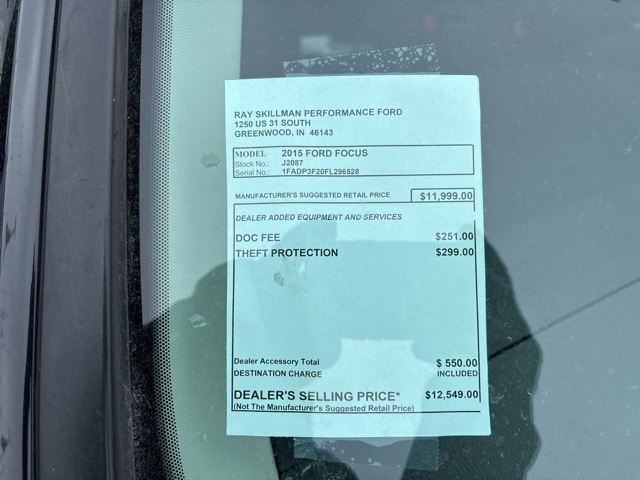 RAY SKILLMAN PERFORMANCE FORD
1250 US 31 SOUTH
GREENWOOD, IN 46143
MODEL 2015 FORD FOCUS
Stock No.: J2087
Serial No.: 1FADP3F20FL296528
MANUFACTURER'S SUGGESTED RETAIL PRICE $11,999.00
DEALER ADDED EQUIPMENT AND SERVICES
DOC FEE $251.00
THEFT PROTECTION $299.00
Dealer Accessory Total $ 550.00
DESTINATION CHARGE INCLUDED
DEALER'S SELLING PRICE* $12,549.00
(Not The Manufacturer's Suggested Retail Price)